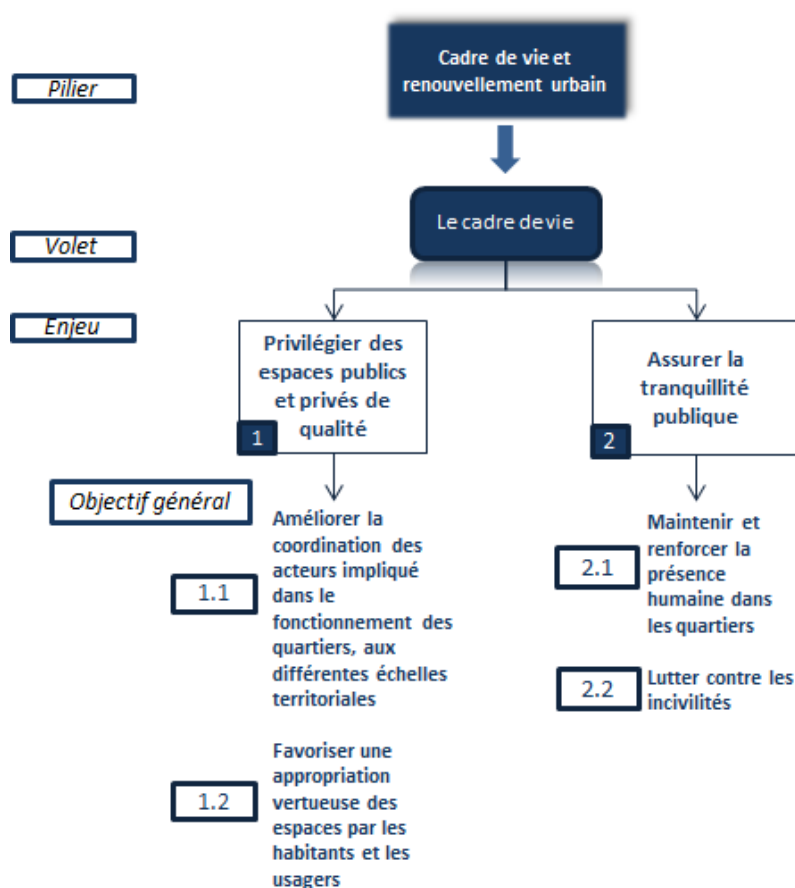 Cadre de vie et
renouvellement urbain
Pilier
Le cadre de vie
Volet
Enjeu
Privilégier des
espaces publics
et privés de
qualité
1
Assurer la
tranquillité
publique
2
Objectif général
1.1
Améliorer la
coordination des
acteurs impliqué
dans le
fonctionnement des
quartiers, aux
différentes échelles
territoriales
2.1
Maintenir et
renforcer la
présence
humaine dans
les quartiers
2.2
Lutter contre les
incivilités
1.2
Favoriser une
appropriation
vertueuse des
espaces par les
habitants et les
usagers